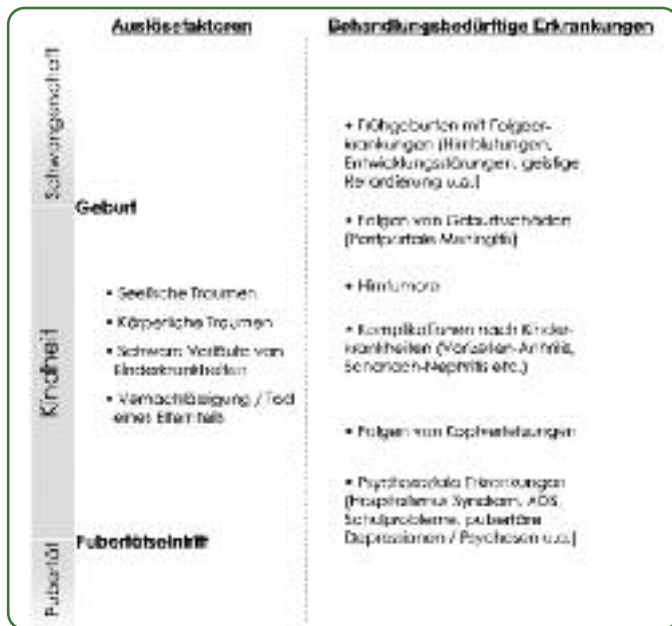 Auslösefaktoren
Behandlungsbedürftige Erkrankungen
Schwangerschaft
• Frühgeburten mit Folgeer-
krankungen (Hirnblutungen,
Entwicklungsstörungen, geistige
Retardierung u.a.)
Geburt
• Folgen von Geburtsschäden
(Postpartale Meningitis)
Kindheit
• Seelische Traumen
• Körperliche Traumen
• Schwere Verläufe von
Kinderkrankheiten
• Vernachlässigung / Tod
eines Elternteils
• Hirntumore
• Komplikationen nach Kinder-
krankheiten (Varizellen-Arthritis,
Scharlach-Nephritis etc.)
• Folgen von Kopfverletzungen
• Psychosoziale Erkrankungen
(Hospitalismus Syndrom, ADS,
Schulprobleme, pubertäre
Depressionen / Psychosen u.a.)
Pubertätseintritt
Pubertät